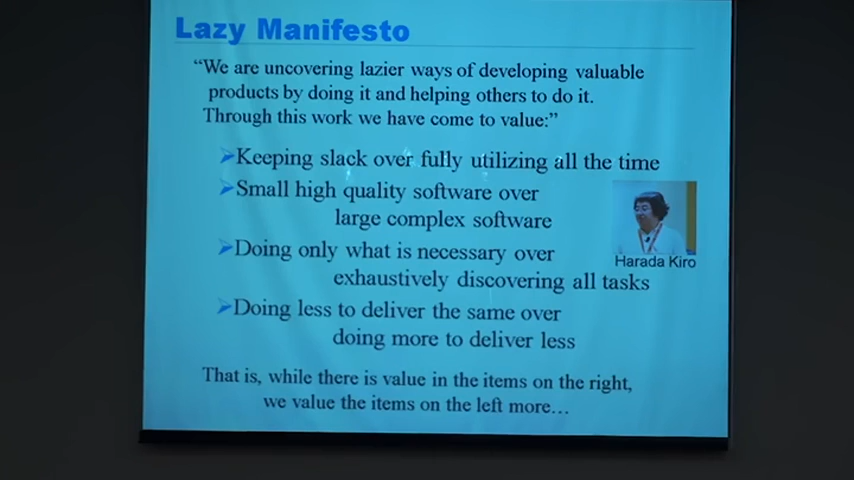 Lazy Manifesto
“We are uncovering lazier ways of developing valuable
products by doing it and helping others to do it.
Through this work we have come to value:”
➢Keeping slack over fully utilizing all the time
➢Small high quality software over
large complex software
➢Doing only what is necessary over
exhaustively discovering all tasks
➢Doing less to deliver the same over
doing more to deliver less
Harada Kiro
That is, while there is value in the items on the right,
we value the items on the left more…